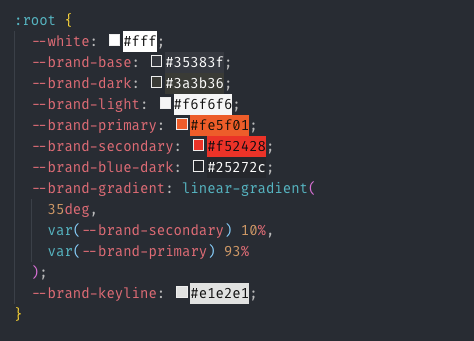 :root {
--white: #fff;
--brand-base: #35383f;
--brand-dark: #3a3b36;
--brand-light: #f6f6f6;
--brand-primary: #fe5f01;
--brand-secondary: #f52428;
--brand-blue-dark: #25272c;
--brand-gradient: linear-gradient(
35deg,
var(--brand-secondary) 10%,
var(--brand-primary) 93%
);
--brand-keyline: #e1e2e1;
}